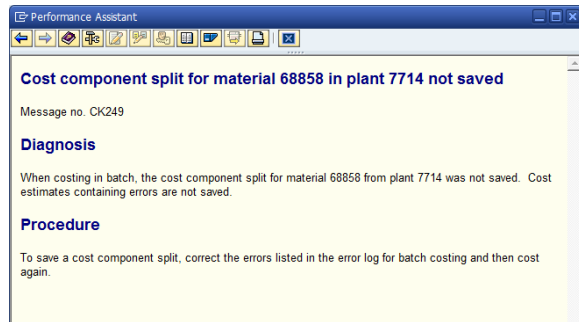 Performance Assistant
Cost component split for material 68858 in plant 7714 not saved
Message no. CK249
Diagnosis
When costing in batch, the cost component split for material 68858 from plant 7714 was not saved. Cost
estimates containing errors are not saved.
Procedure
To save a cost component split, correct the errors listed in the error log for batch costing and then cost
again.